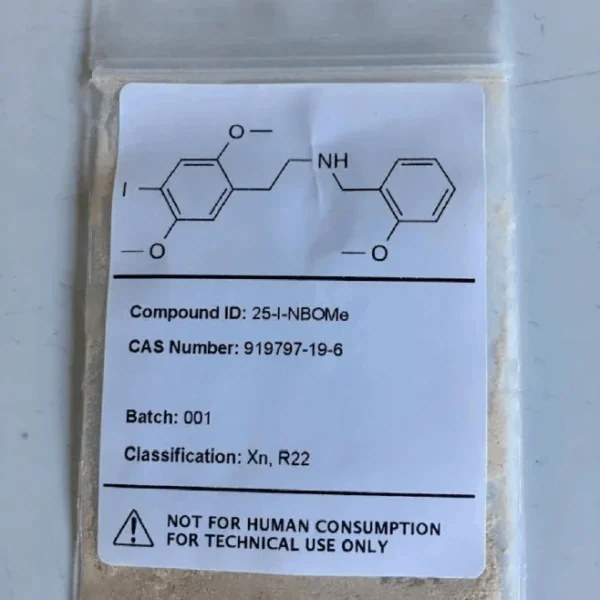 O
NH
I
O
O
Compound ID: 25-I-NBOMe
CAS Number: 919797-19-6
Batch: 001
Classification: Xn, R22
NOT FOR HUMAN CONSUMPTION
FOR TECHNICAL USE ONLY